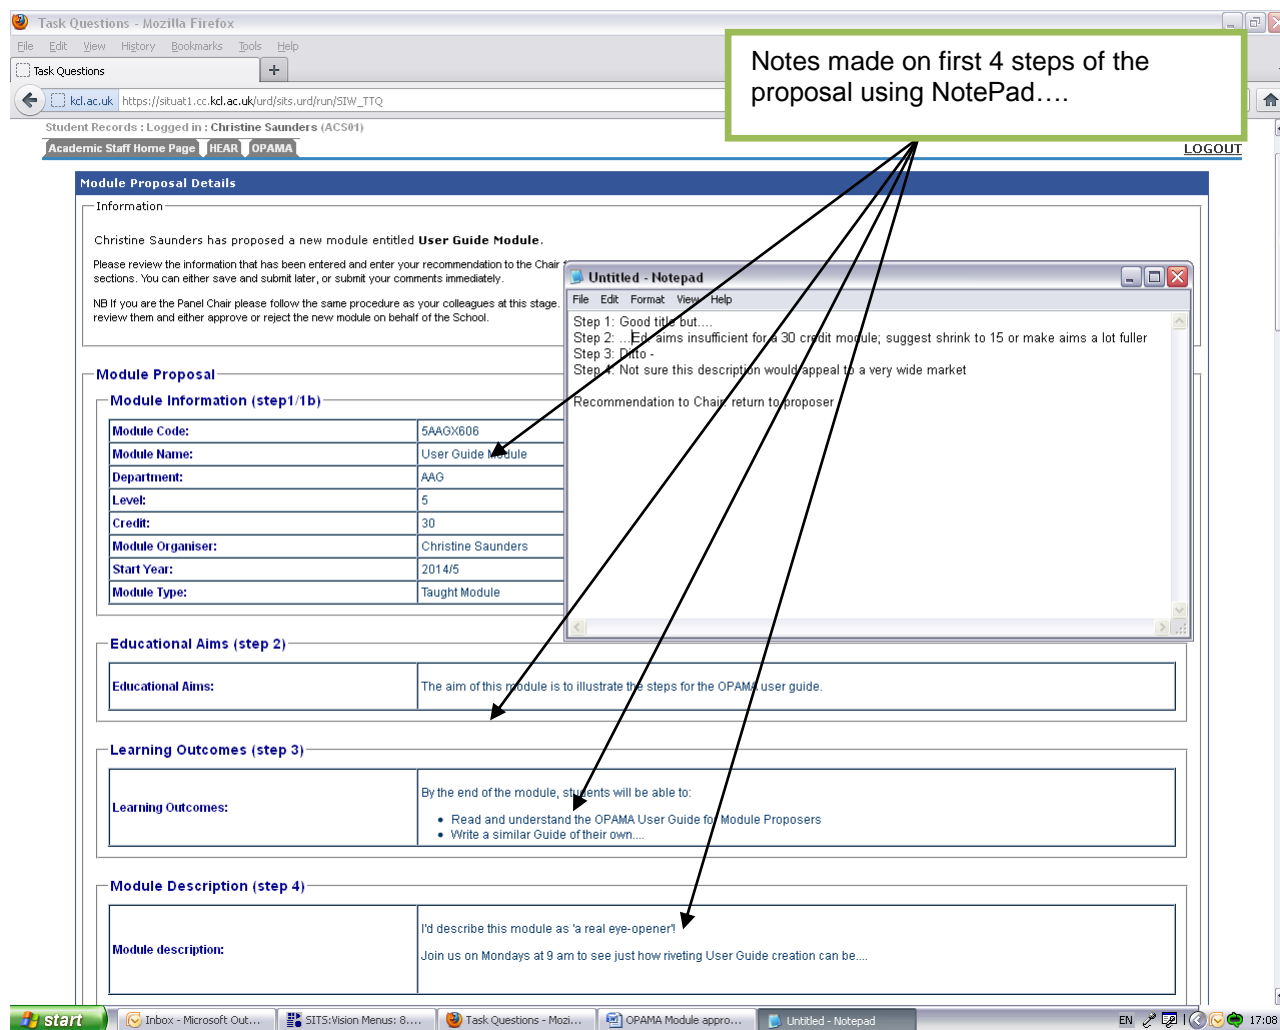 Task Questions - Mozilla Firefox
File Edit View History Bookmarks Tools Help
Task Questions
kcl.ac.uk https://situat1.cc.kcl.ac.uk/urd/sits.urd/run/SIW_TTQ
Notes made on first 4 steps of the
proposal using NotePad….
Student Records : Logged in : Christine Saunders (ACS01)
Academic Staff Home Page HEAR OPAMA
LOGOUT
Module Proposal Details
Information
Christine Saunders has proposed a new module entitled User Guide Module.
Please review the information that has been entered and enter your recommendation to the Chair
sections. You can either save and submit later, or submit your comments immediately.
NB If you are the Panel Chair please follow the same procedure as your colleagues at this stage.
review them and either approve or reject the new module on behalf of the School.
Untitled - Notepad
File Edit Format View Help
Step 1: Good title but....
Step 2: ...Ed. aims insufficient for a 30 credit module; suggest shrink to 15 or make aims a lot fuller
Step 3: Ditto -
Step 4: Not sure this description would appeal to a very wide market
Recommendation to Chair: return to proposer
Module Proposal
Module Information (step1/1b)
Module Code: 5AAGX606
Module Name: User Guide Module
Department: AAG
Level: 5
Credit: 30
Module Organiser: Christine Saunders
Start Year: 2014/5
Module Type: Taught Module
Educational Aims (step 2)
Educational Aims: The aim of this module is to illustrate the steps for the OPAMA user guide.
Learning Outcomes (step 3)
By the end of the module, students will be able to:
Learning Outcomes:
• Read and understand the OPAMA User Guide for Module Proposers
• Write a similar Guide of their own....
Module Description (step 4)
I'd describe this module as 'a real eye-opener'!
Module description:
Join us on Mondays at 9 am to see just how riveting User Guide creation can be....
start Inbox - Microsoft Out... SITS:Vision Menus: 8.... Task Questions - Mozi... OPAMA Module appro... Untitled - Notepad EN 17:08